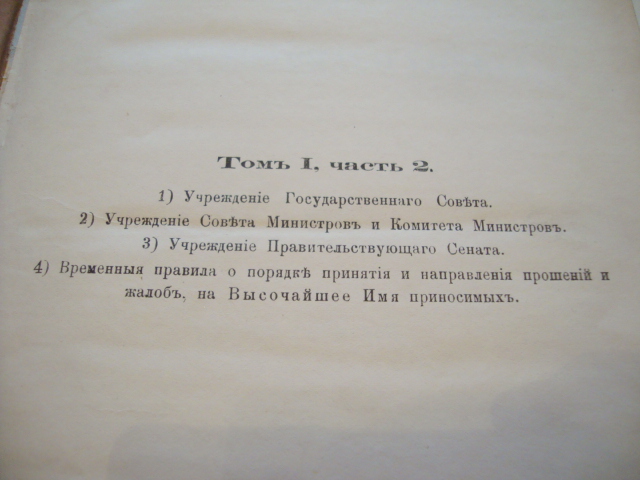 Томъ I, часть 2.
1) Учрежденіе Государственнаго Совѣта.
2) Учрежденіе Совѣта Министровъ и Комитета Министровъ.
3) Учрежденіе Правительствующаго Сената.
4) Временныя правила о порядкѣ принятія и направленія прошеній и
жалобъ, на Высочайшее Имя приносимыхъ.